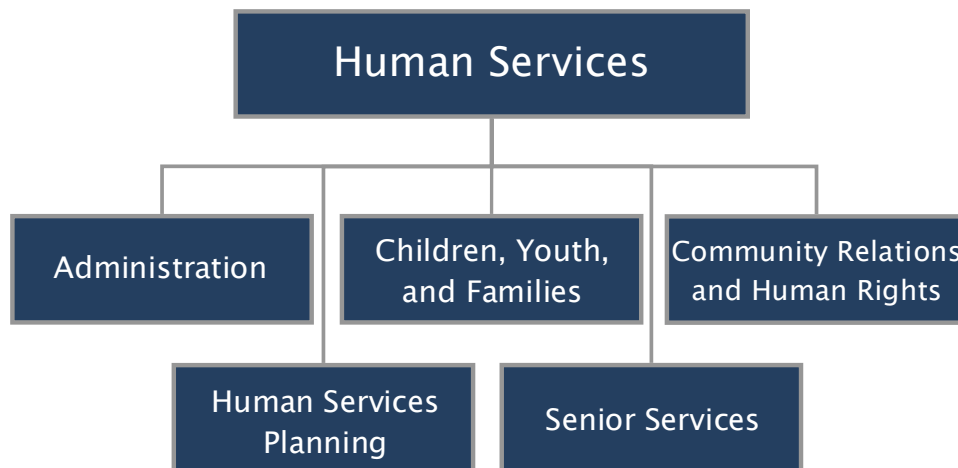 Human Services
Administration
Children, Youth,
and Families
Community Relations
and Human Rights
Human Services
Planning
Senior Services